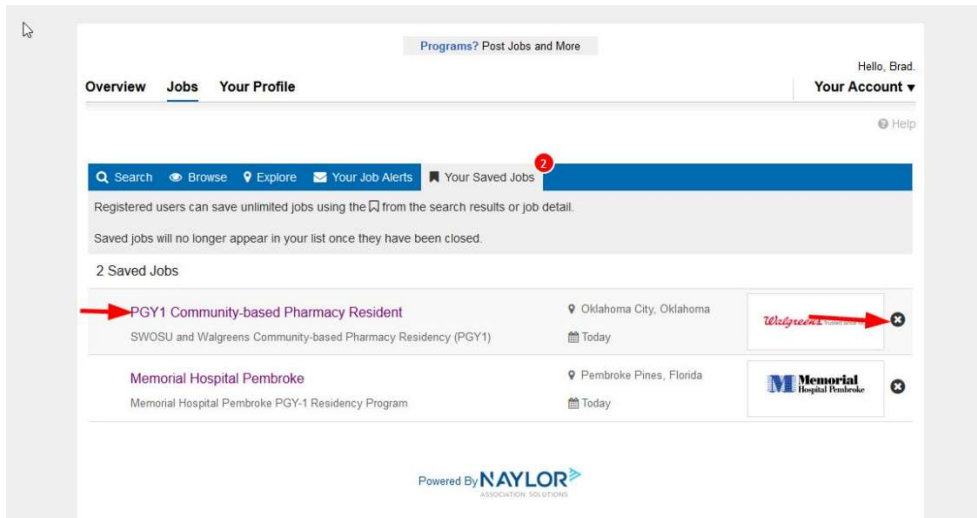 Programs? Post Jobs and More
Hello, Brad.
Overview Jobs Your Profile Your Account
Help
Search Browse Explore Your Job Alerts Your Saved Jobs 2
Registered users can save unlimited jobs using the from the search results or job detail.
Saved jobs will no longer appear in your list once they have been closed.
2 Saved Jobs
PGY1 Community-based Pharmacy Resident
SWOSU and Walgreens Community-based Pharmacy Residency (PGY1)
Oklahoma City, Oklahoma
Today
Walgreens
Memorial Hospital Pembroke
Memorial Hospital Pembroke PGY-1 Residency Program
Pembroke Pines, Florida
Today
Memorial
Hospital Pembroke
Powered By NAYLOR
ASSOCIATION SOLUTIONS